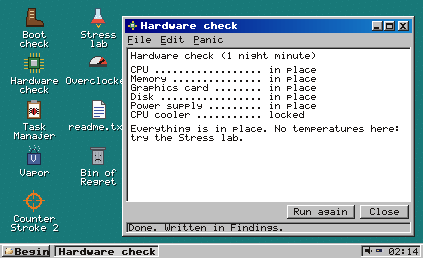 Boot check
Stress lab
Hardware check
Overclocke
Task Manajer
readme.tx
Vapor
Bin of Regret
Counter Stroke 2
Hardware check
File Edit Panic
Hardware check (1 night minute)
CPU .................. in place
Memory ............... in place
Graphics card ........ in place
Disk ................. in place
Power supply ......... in place
CPU cooler ........... locked
Everything is in place. No temperatures here:
try the Stress lab.
Run again
Close
Done. Written in Findings.
Begin
Hardware check
02:14